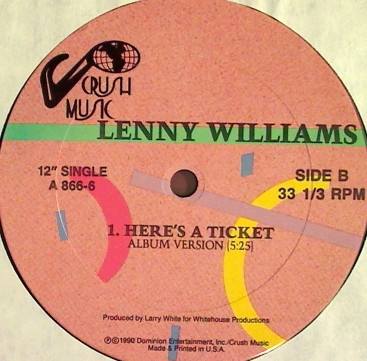 CRUSH
MUSIC
LENNY WILLIAMS
12" SINGLE
A 866-6
SIDE B
33 1/3 RPM
1. HERE'S A TICKET
ALBUM VERSION [5:25]
Produced by Larry White for Whitehouse Productions
℗©1990 Dominion Entertainment, Inc./Crush Music
Made & Printed in U.S.A.